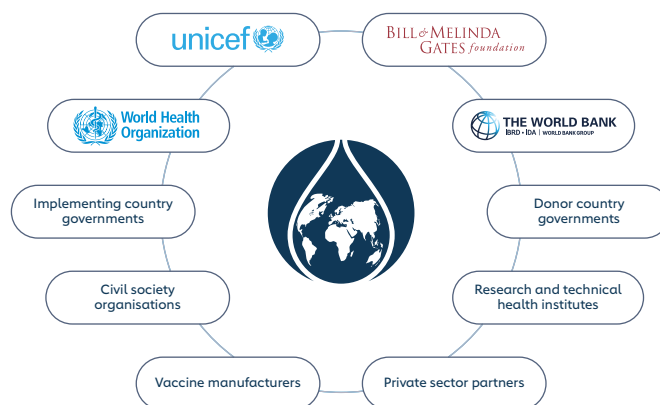 unicef
BILL & MELINDA
GATES foundation
World Health
Organization
THE WORLD BANK
IBRD • IDA | WORLD BANK GROUP
Implementing country
governments
Donor country
governments
Civil society
organisations
Research and technical
health institutes
Vaccine manufacturers
Private sector partners